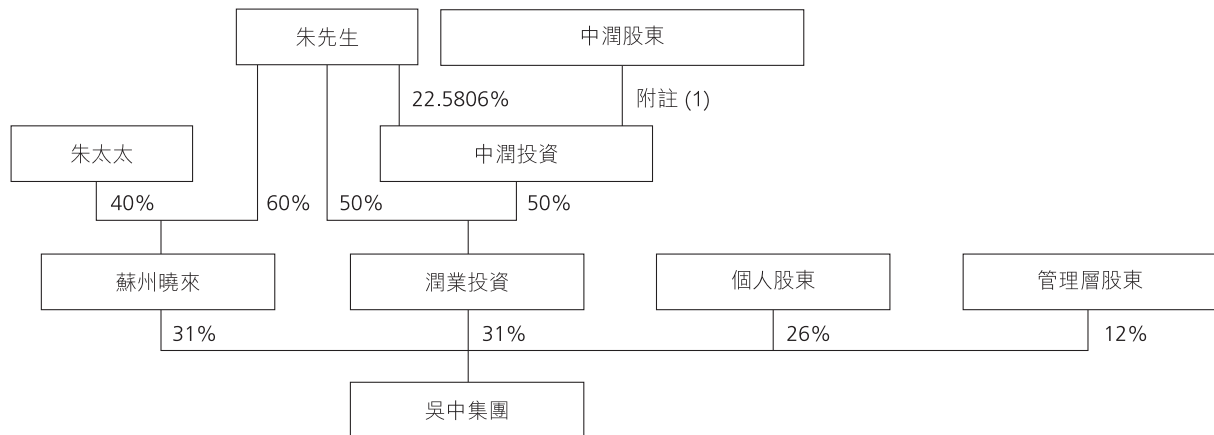 朱先生
中潤股東
22.5806%
附註 (1)
朱太太
中潤投資
40%
60%
50%
50%
蘇州曉來
潤業投資
個人股東
管理層股東
31%
31%
26%
12%
吳中集團